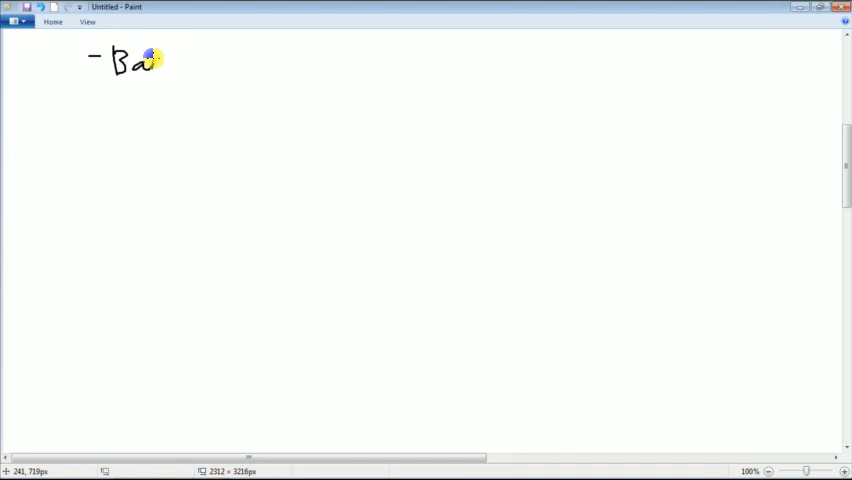 Untitled - Paint
Home View
- Ba
241, 719px 2312 × 3216px 100%